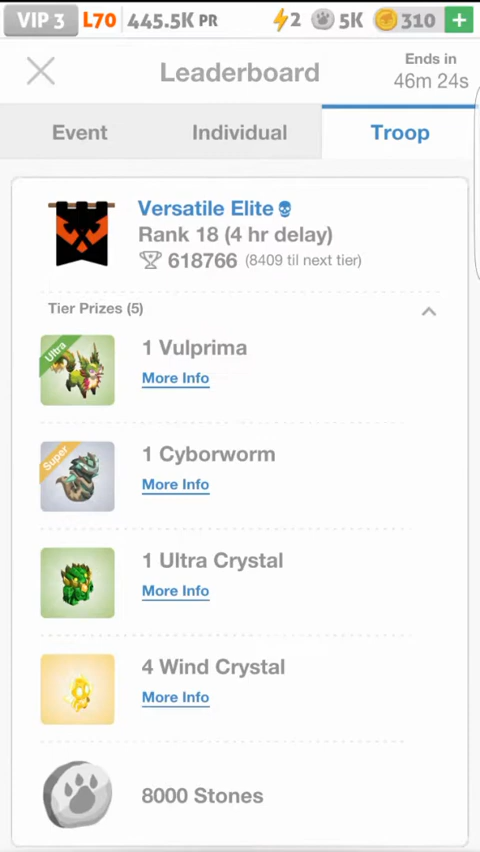 VIP 3 L70 445.5K PR 2 5K 310 +
Leaderboard
Ends in
46m 24s
Event Individual Troop
Versatile Elite
Rank 18 (4 hr delay)
618766 (8409 til next tier)
Tier Prizes (5)
Ultra
1 Vulprima
More Info
Super
1 Cyborworm
More Info
1 Ultra Crystal
More Info
4 Wind Crystal
More Info
8000 Stones